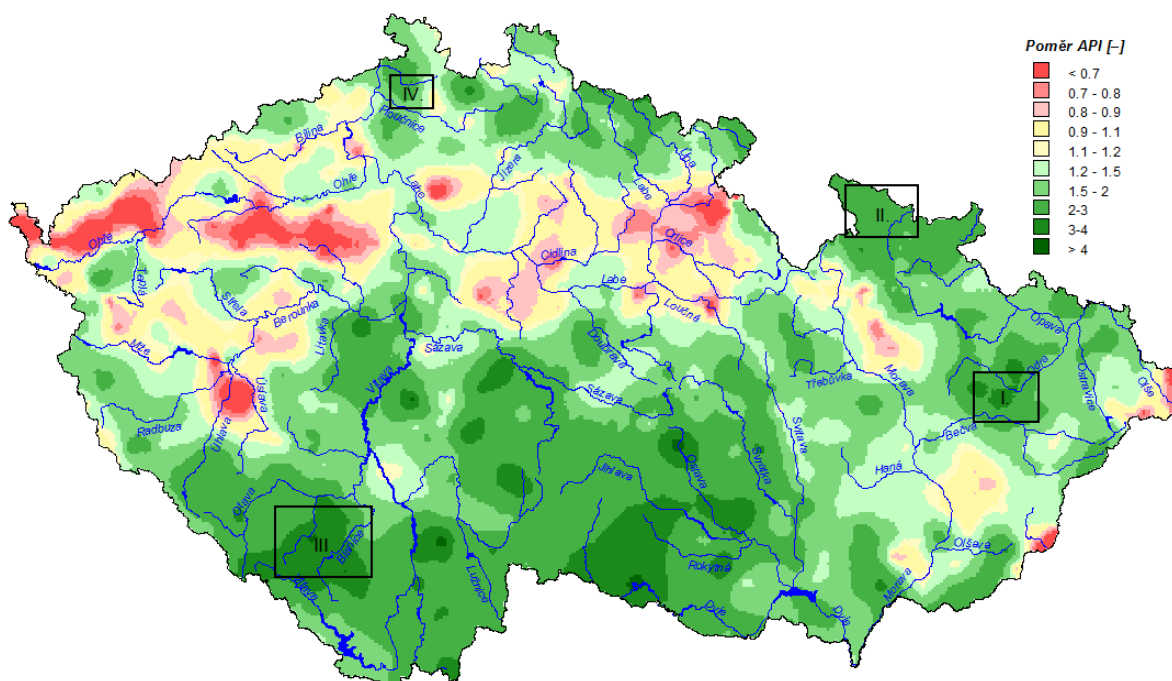 Poměr API [–]
< 0.7
0.7 - 0.8
0.8 - 0.9
0.9 - 1.1
1.1 - 1.2
1.2 - 1.5
1.5 - 2
2-3
3-4
> 4
IV.
Ploučnice
Bílina
Jizera
Úpa
Ohře
Labe
Labe
II.
Ohře
Orlice
Cidlina
Teplá
Střela
Labe
Loučná
Berounka
Opava
Litavka
Mže
Sázava
Doubrava
Odra
Ostravice
Olše
Vltava
Třebůvka
Morava
I.
Úslava
Sázava
Radbuza
Úhlava
Svitava
Bečva
Svratka
Haná
Jihlava
Oslava
Otava
III.
Blanice
Olšava
Rokytná
Lužnice
Vltava
Morava
Dyje
Dyje